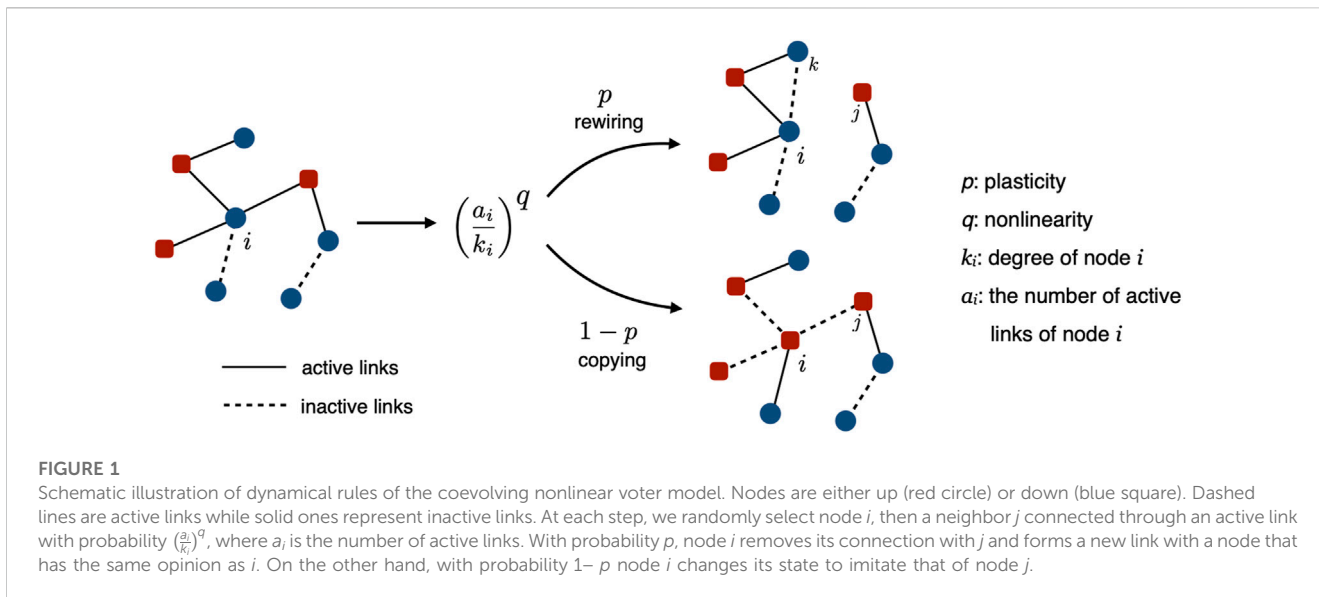 k
p
rewiring
j
i
i
(a_i/k_i)^q
p: plasticity
q: nonlinearity
k_i: degree of node i
a_i: the number of active
links of node i
1 − p
copying
j
i
active links
inactive links
FIGURE 1
Schematic illustration of dynamical rules of the coevolving nonlinear voter model. Nodes are either up (red circle) or down (blue square). Dashed
lines are active links while solid ones represent inactive links. At each step, we randomly select node i, then a neighbor j connected through an active link
with probability (a_i/k_i)^q, where a_i is the number of active links. With probability p, node i removes its connection with j and forms a new link with a node that
has the same opinion as i. On the other hand, with probability 1– p node i changes its state to imitate that of node j.